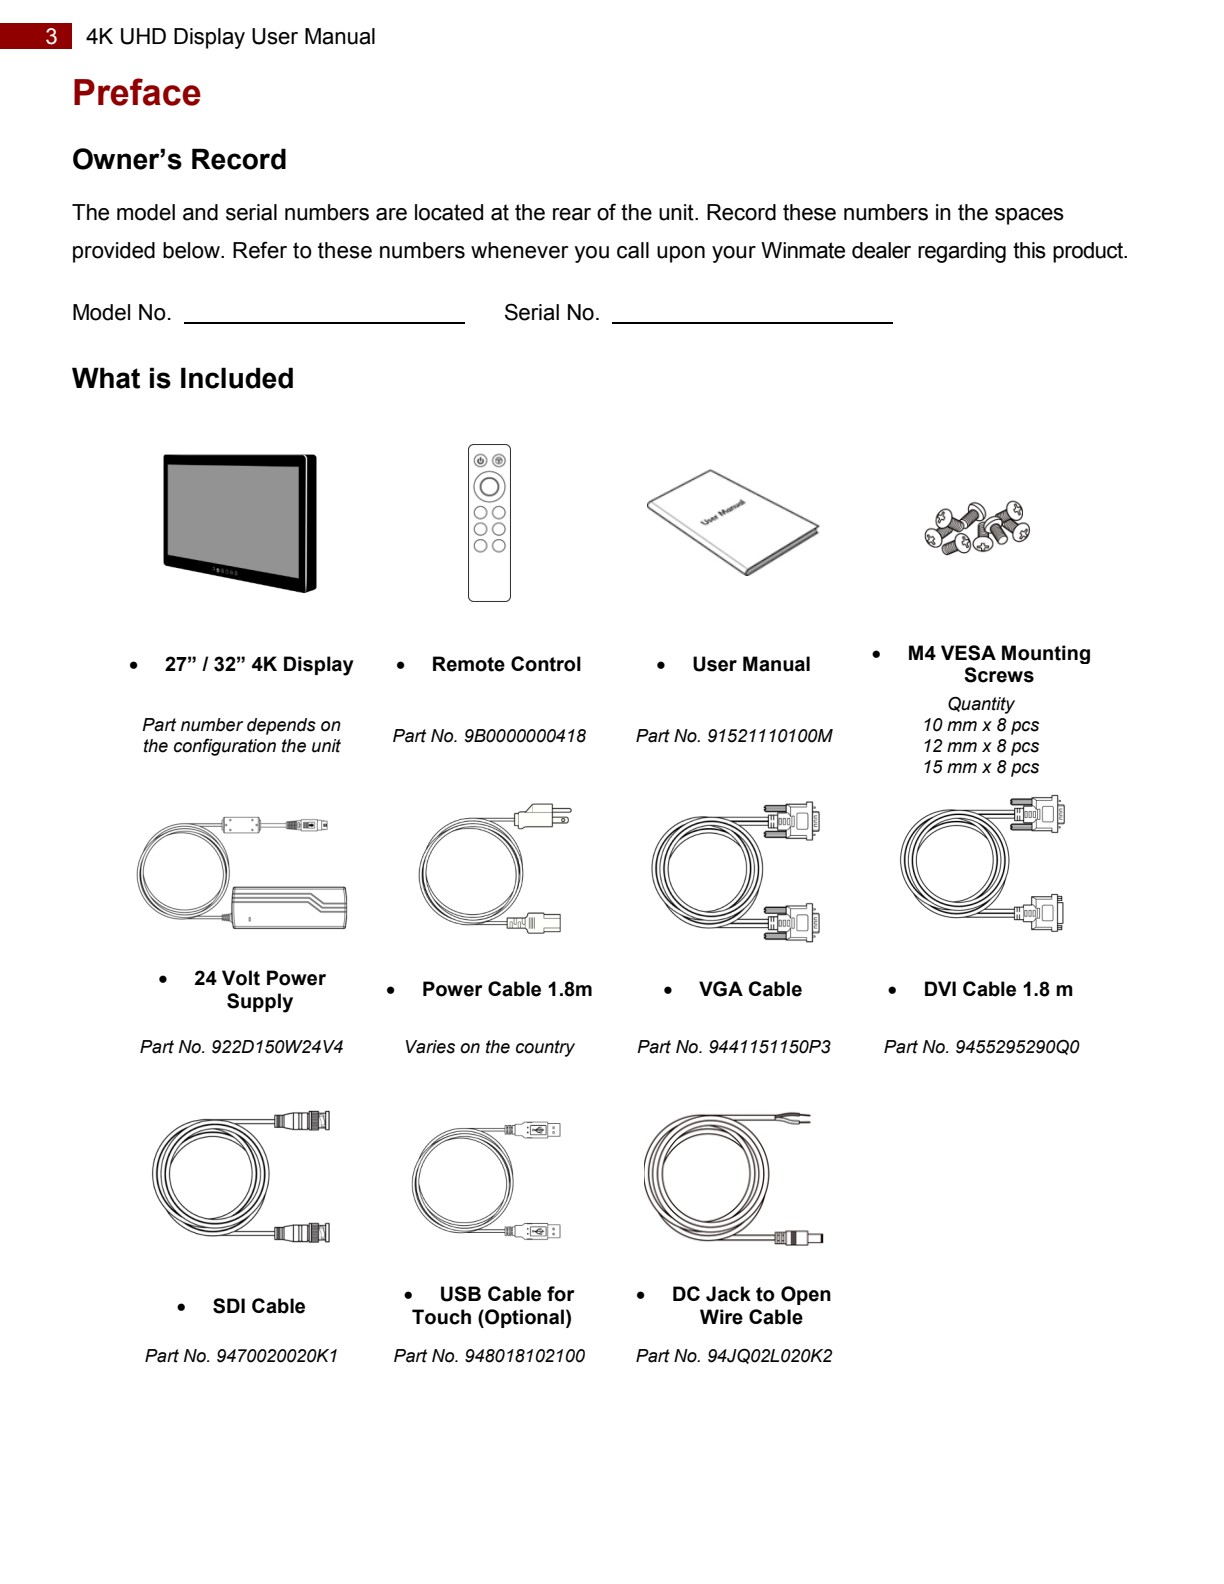 3 4K UHD Display User Manual
Preface
Owner’s Record
The model and serial numbers are located at the rear of the unit. Record these numbers in the spaces
provided below. Refer to these numbers whenever you call upon your Winmate dealer regarding this product.
Model No. Serial No.
What is Included
User Manual
• 27” / 32” 4K Display
• Remote Control
• User Manual
• M4 VESA Mounting
Screws
Part number depends on
the configuration the unit
Part No. 9B0000000418
Part No. 91521110100M
Quantity
10 mm x 8 pcs
12 mm x 8 pcs
15 mm x 8 pcs
• 24 Volt Power
Supply
• Power Cable 1.8m
• VGA Cable
• DVI Cable 1.8 m
Part No. 922D150W24V4
Varies on the country
Part No. 9441151150P3
Part No. 9455295290Q0
• SDI Cable
• USB Cable for
Touch (Optional)
• DC Jack to Open
Wire Cable
Part No. 9470020020K1
Part No. 948018102100
Part No. 94JQ02L020K2